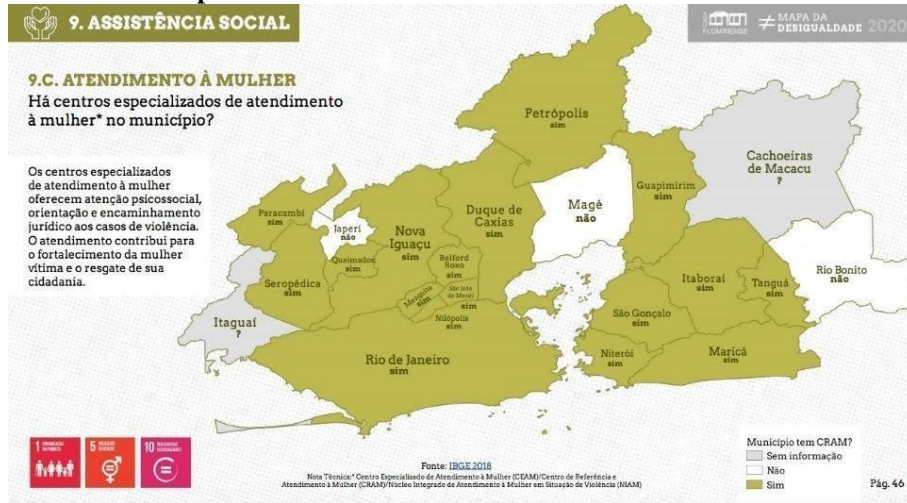 9. ASSISTÊNCIA SOCIAL
CASA
FLUMINENSE
≠ MAPA DA
DESIGUALDADE 2020
9.C. ATENDIMENTO À MULHER
Há centros especializados de atendimento
à mulher* no município?
Os centros especializados
de atendimento à mulher
oferecem atenção psicossocial,
orientação e encaminhamento
jurídico aos casos de violência.
O atendimento contribui para
o fortalecimento da mulher
vítima e o resgate de sua
cidadania.
Petrópolis
sim
Cachoeiras
de Macacu
?
Guapimirim
sim
Magé
não
Duque de
Caxias
sim
Paracambi
sim
Japeri
não
Nova
Iguaçu
sim
Queimados
sim
Belford
Roxo
sim
Seropédica
sim
Mesquita
sim
São João
de Meriti
sim
Nilópolis
sim
Itaguaí
?
Rio de Janeiro
sim
Itaboraí
sim
Tanguá
sim
Rio Bonito
não
São Gonçalo
sim
Niterói
sim
Maricá
sim
1
5
10
Município tem CRAM?
Sem informação
Não
Sim
Fonte: IBGE 2018
Nota Técnica:* Centro Especializado de Atendimento à Mulher (CEAM)/Centro de Referência e
Atendimento à Mulher (CRAM)/Núcleo Integrado de Atendimento à Mulher em Situação de Violência (NIAM)
Pág. 46